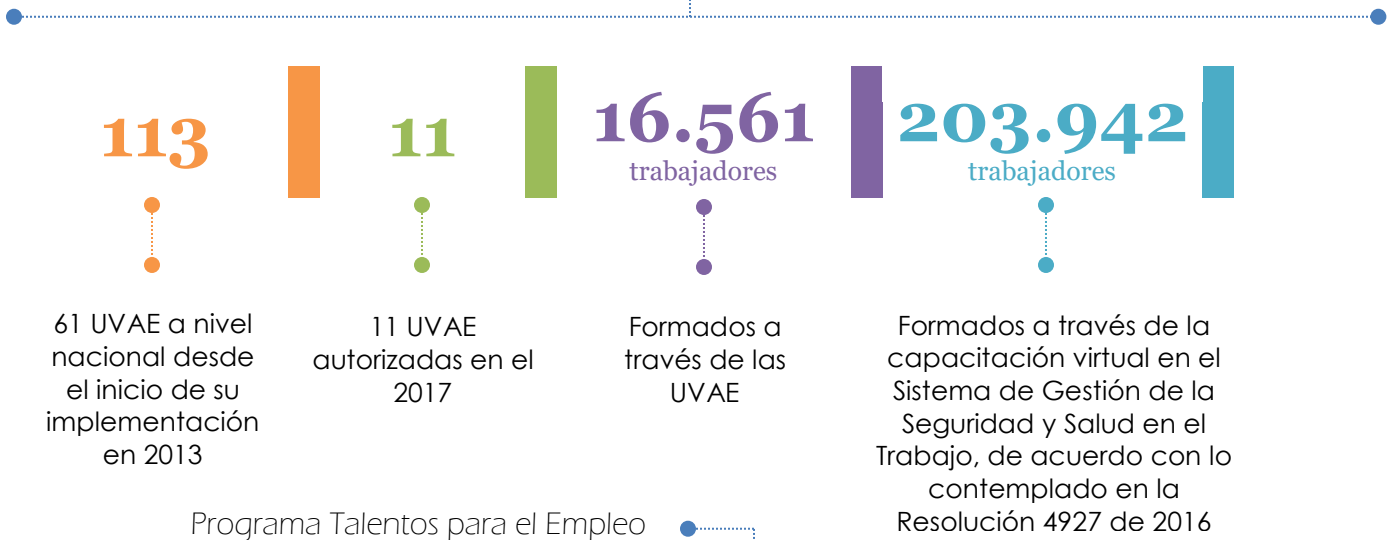 113
61 UVAE a nivel
nacional desde
el inicio de su
implementación
en 2013
11
11 UVAE
autorizadas en el
2017
16.561
trabajadores
Formados a
través de las
UVAE
203.942
trabajadores
Formados a través de la
capacitación virtual en el
Sistema de Gestión de la
Seguridad y Salud en el
Trabajo, de acuerdo con lo
contemplado en la
Resolución 4927 de 2016
Programa Talentos para el Empleo